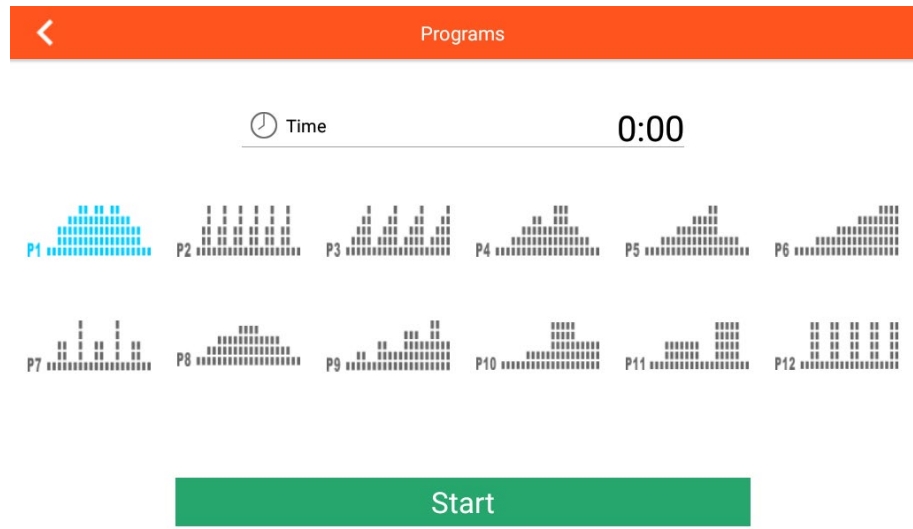 Programs
Time 0:00
P1 P2 P3 P4 P5 P6
P7 P8 P9 P10 P11 P12
Start